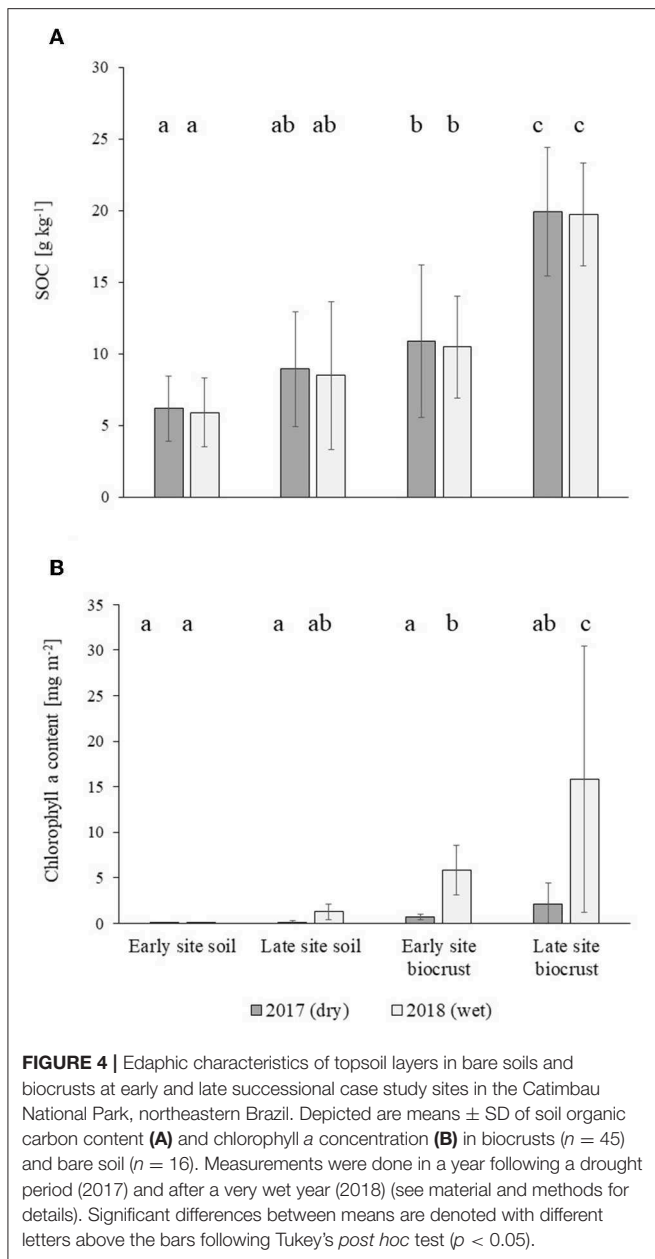 A
30
a a ab ab b b c c
25
20
SOC [g kg-1]
15
10
5
0
B
35
a a a ab a b ab c
30
25
Chlorophyll a content [mg m-2]
20
15
10
5
0
Early site soil Late site soil Early site biocrust Late site biocrust
2017 (dry) 2018 (wet)
FIGURE 4 | Edaphic characteristics of topsoil layers in bare soils and
biocrusts at early and late successional case study sites in the Catimbau
National Park, northeastern Brazil. Depicted are means ± SD of soil organic
carbon content (A) and chlorophyll a concentration (B) in biocrusts (n = 45)
and bare soil (n = 16). Measurements were done in a year following a drought
period (2017) and after a very wet year (2018) (see material and methods for
details). Significant differences between means are denoted with different
letters above the bars following Tukey's post hoc test (p < 0.05).